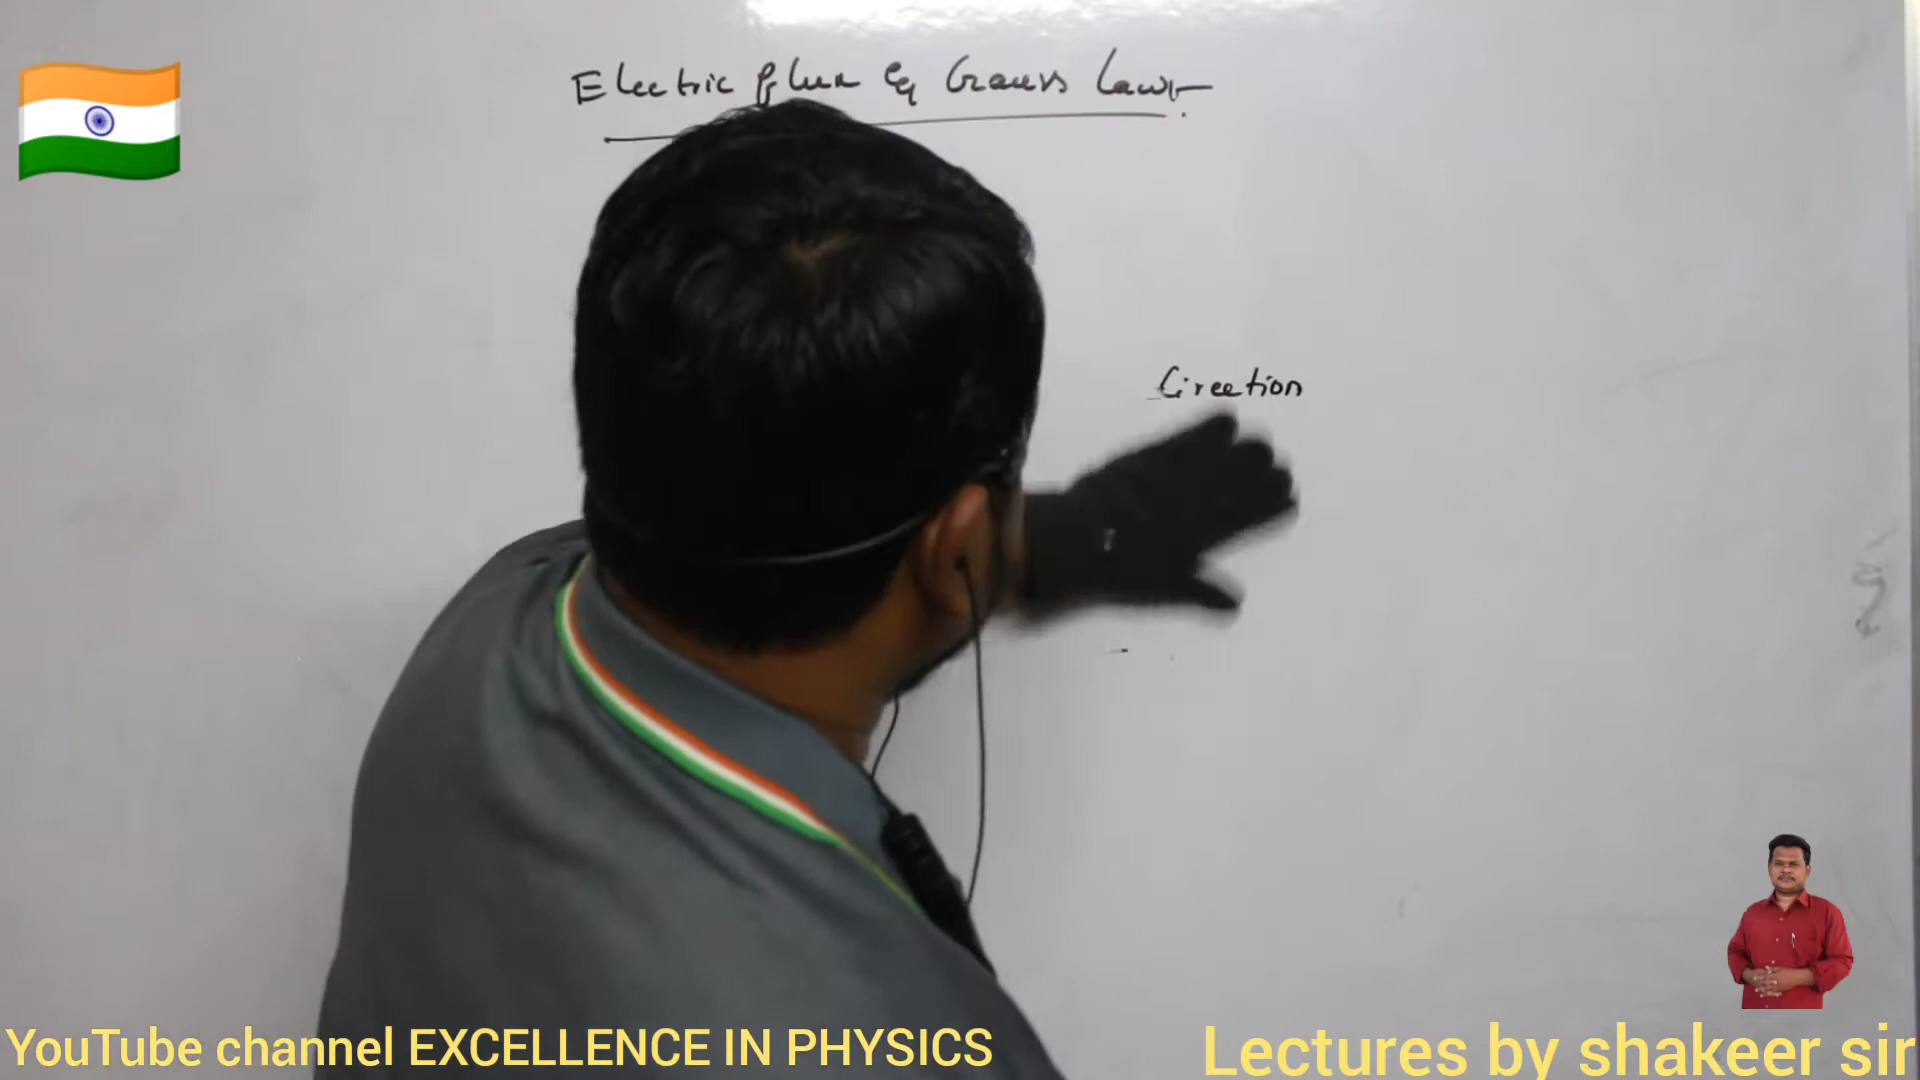 Electric flux & Gauss Law
Direction
YouTube channel EXCELLENCE IN PHYSICS
Lectures by shakeer sir